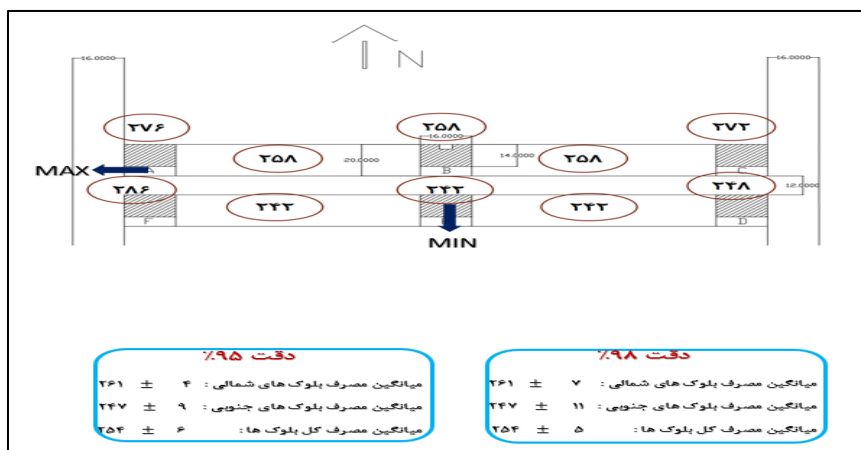 N
16.0000
16.0000
۲۷۶
۲۵۸
۲۷۲
16.0000
۲۵۸
20.0000
14.0000
۲۵۸
MAX
A
B
C
۲۸۶
۲۴۲
۲۴۸
12.0000
۲۴۲
۲۴۲
F
D
MIN
دقت ۹۵٪
میانگین مصرف بلوک های شمالی : ۴ ± ۲۶۱
میانگین مصرف بلوک های جنوبی : ۹ ± ۲۴۷
میانگین مصرف کل بلوک ها : ۶ ± ۲۵۴
دقت ۹۸٪
میانگین مصرف بلوک های شمالی : ۷ ± ۲۶۱
میانگین مصرف بلوک های جنوبی : ۱۱ ± ۲۴۷
میانگین مصرف کل بلوک ها : ۵ ± ۲۵۴